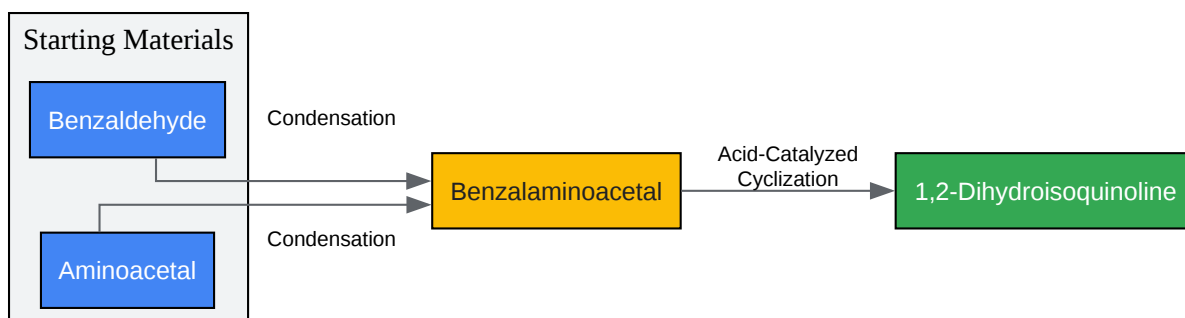 Starting Materials
Benzaldehyde
Condensation
Benzalaminoacetal
Acid-Catalyzed
Cyclization
1,2-Dihydroisoquinoline
Condensation
Aminoacetal